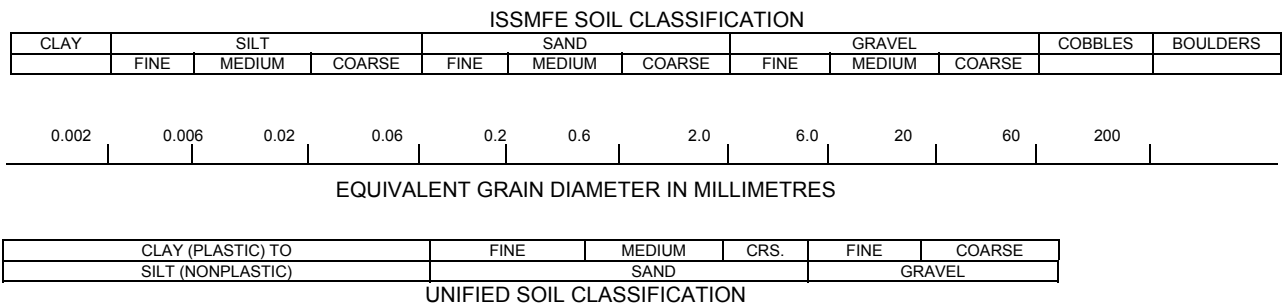 ISSMFE SOIL CLASSIFICATION
CLAY SILT SAND GRAVEL COBBLES BOULDERS
FINE MEDIUM COARSE FINE MEDIUM COARSE FINE MEDIUM COARSE
0.002 0.006 0.02 0.06 0.2 0.6 2.0 6.0 20 60 200
EQUIVALENT GRAIN DIAMETER IN MILLIMETRES
CLAY (PLASTIC) TO FINE MEDIUM CRS. FINE COARSE
SILT (NONPLASTIC) SAND GRAVEL
UNIFIED SOIL CLASSIFICATION